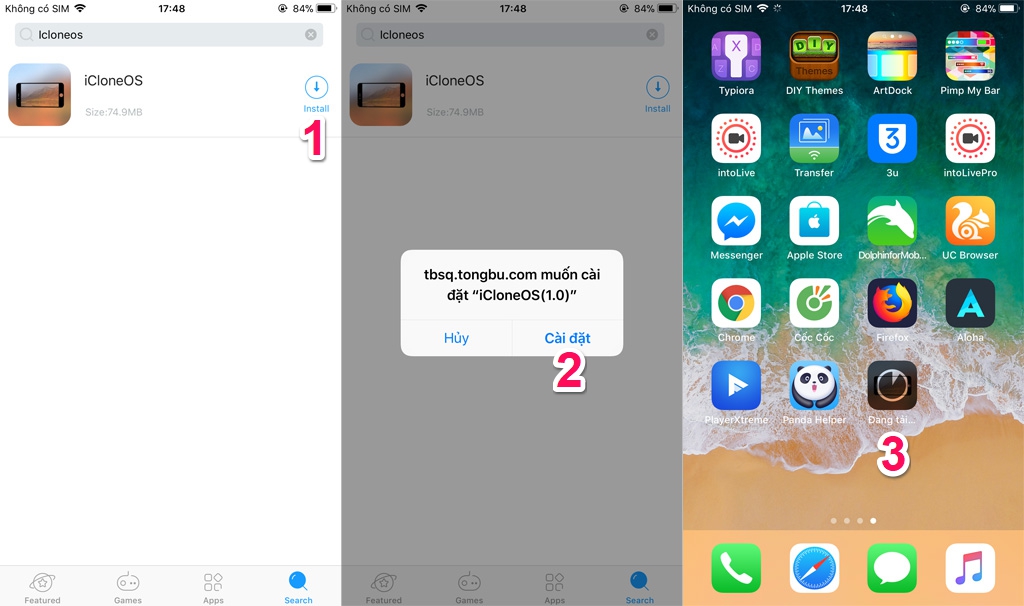 Không có SIM
17:48
84%
Icloneos
iCloneOS
Size:74.9MB
Install
1
Featured
Games
Apps
Search
Không có SIM
17:48
84%
Icloneos
iCloneOS
Size:74.9MB
Install
tbsq.tongbu.com muốn cài
đặt “iCloneOS(1.0)”
Hủy
Cài đặt
2
Featured
Games
Apps
Search
Không có SIM
17:48
84%
X
Z
C
DIY
Themes
Typiora
DIY Themes
ArtDock
Pimp My Bar
3
intoLive
Transfer
3u
intoLivePro
Messenger
Apple Store
DolphinforMob...
UC Browser
Chrome
Cốc Cốc
Firefox
Aloha
PlayerXtreme
Panda Helper
Đang tải...
3